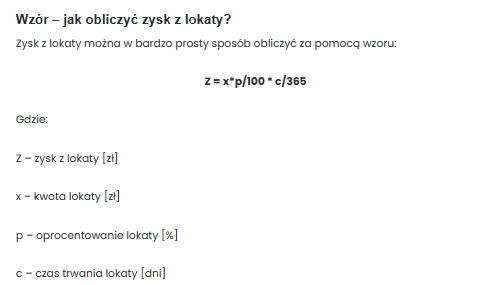 Wzór – jak obliczyć zysk z lokaty?
Zysk z lokaty można w bardzo prosty sposób obliczyć za pomocą wzoru:
Z = x*p/100 * c/365
Gdzie:
Z – zysk z lokaty [zł]
x – kwota lokaty [zł]
p – oprocentowanie lokaty [%]
c – czas trwania lokaty [dni]